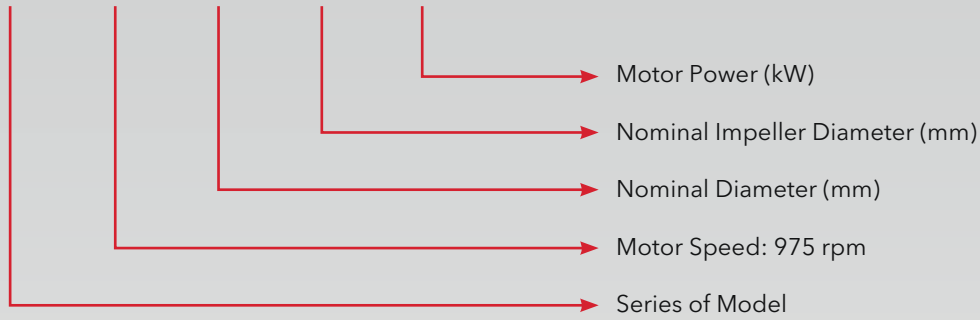 Motor Power (kW)
Nominal Impeller Diameter (mm)
Nominal Diameter (mm)
Motor Speed: 975 rpm
Series of Model